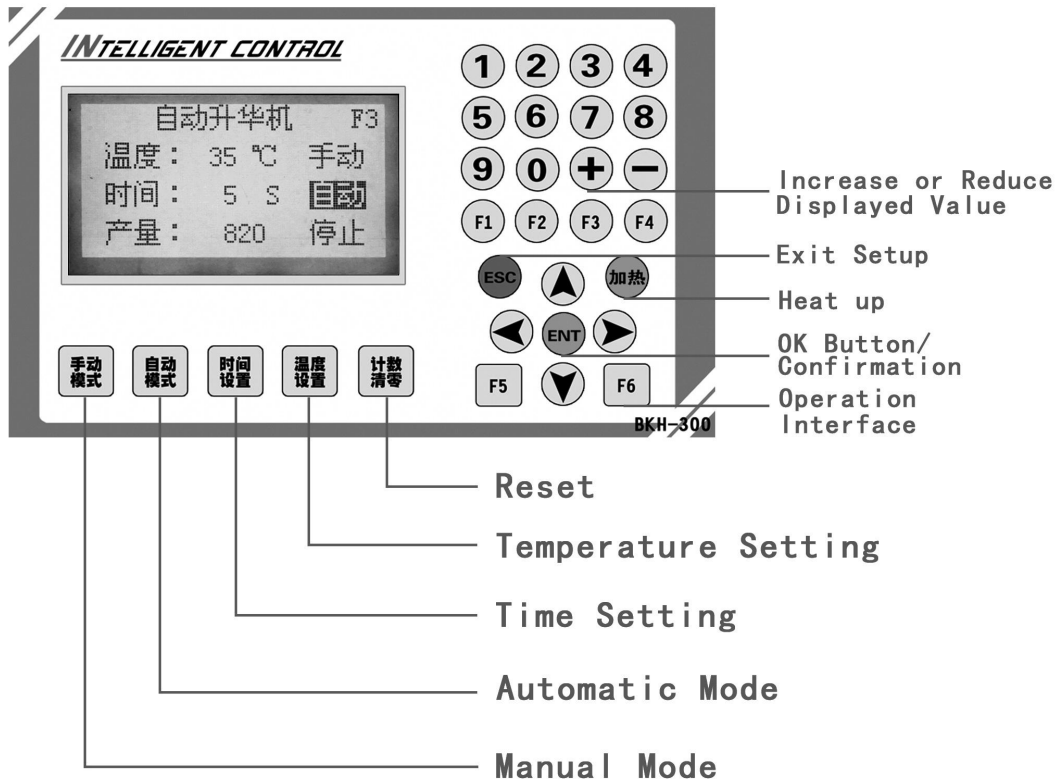 INTELLIGENT CONTROL
自动升华机 F3
温度： 35 ℃ 手动
时间： 5 S 自动
产量： 820 停止
1 2 3 4
5 6 7 8
9 0 + −
F1 F2 F3 F4
ESC 加热
ENT
F5 F6
BKH-300
手动
模式
自动
模式
时间
设置
温度
设置
计数
清零
Increase or Reduce
Displayed Value
Exit Setup
Heat up
OK Button/
Confirmation
Operation
Interface
Reset
Temperature Setting
Time Setting
Automatic Mode
Manual Mode